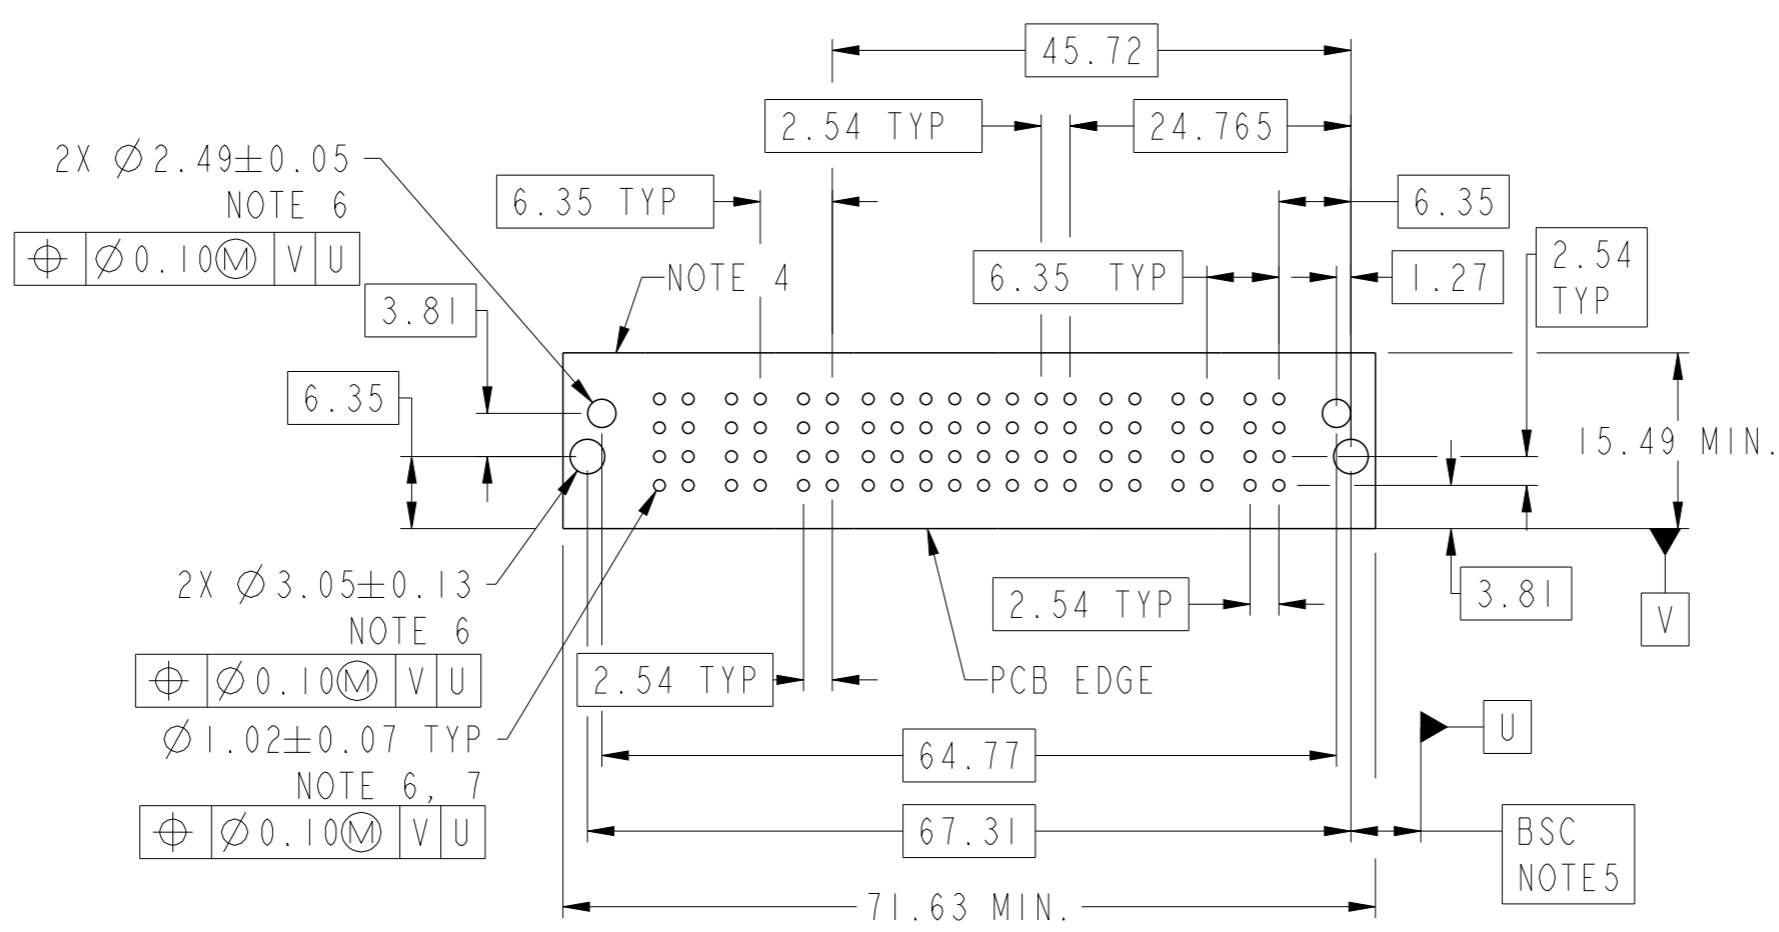 45.72
2.54 TYP
24.765
2X ∅2.49±0.05
NOTE 6
⌖ ∅0.10Ⓜ V U
6.35 TYP
6.35
NOTE 4
6.35 TYP
1.27
2.54
TYP
3.81
6.35
15.49 MIN.
2X ∅3.05±0.13
NOTE 6
⌖ ∅0.10Ⓜ V U
2.54 TYP
3.81
V
2.54 TYP
PCB EDGE
∅1.02±0.07 TYP
NOTE 6, 7
⌖ ∅0.10Ⓜ V U
64.77
U
67.31
BSC
NOTE5
71.63 MIN.